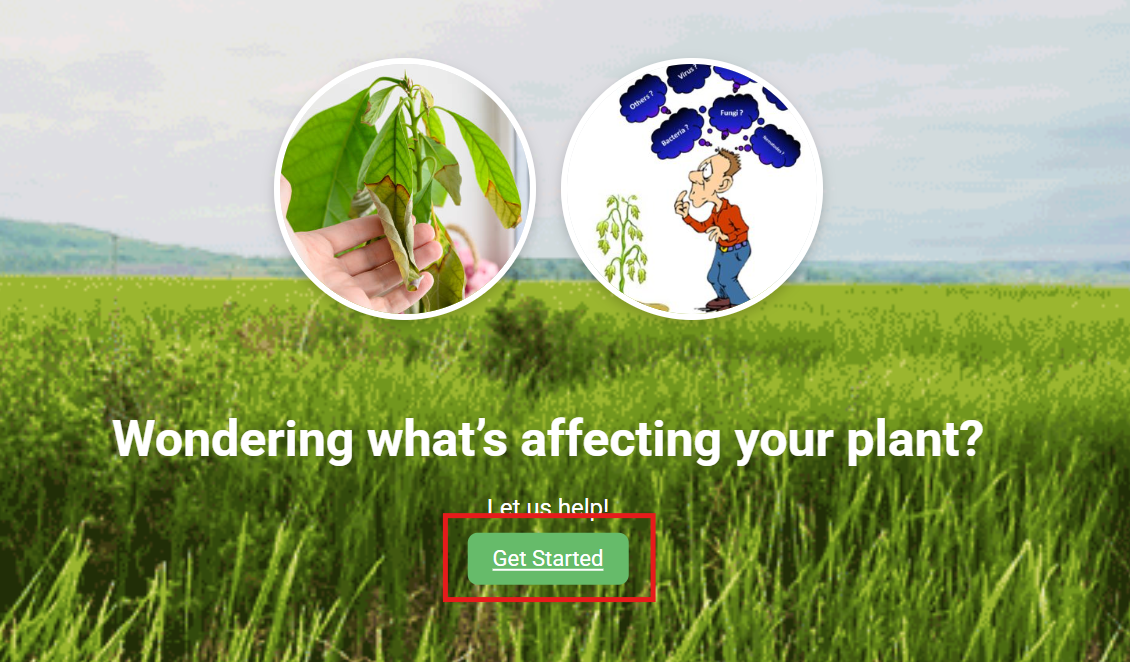 Virus ?
Others ?
Fungi ?
Bacteria ?
Nematodes ?
Wondering what’s affecting your plant?
Let us help!
Get Started